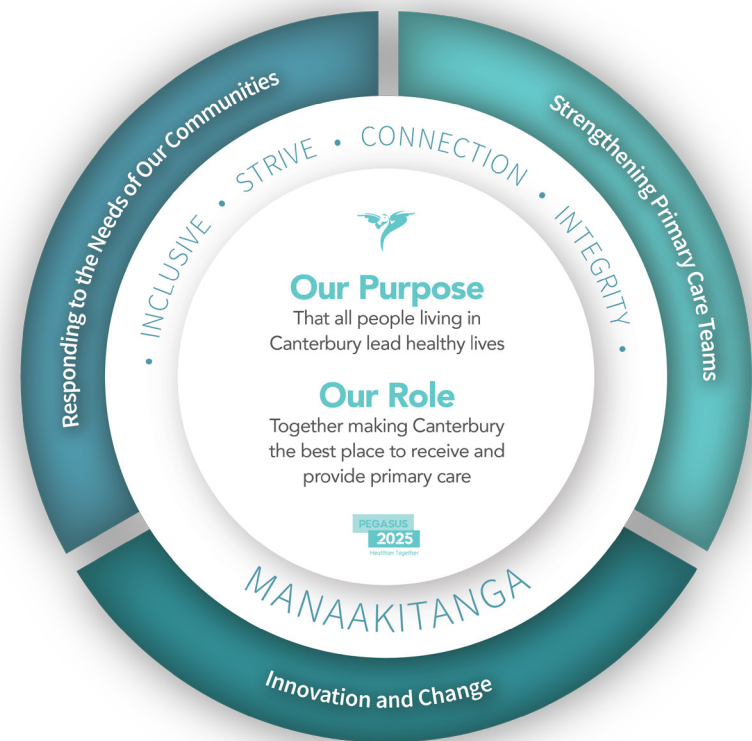 Responding to the Needs of Our Communities
Strengthening Primary Care Teams
Innovation and Change
• INCLUSIVE • STRIVE • CONNECTION • INTEGRITY •
MANAAKITANGA
Our Purpose
That all people living in
Canterbury lead healthy lives
Our Role
Together making Canterbury
the best place to receive and
provide primary care
PEGASUS
2025
Healthier Together